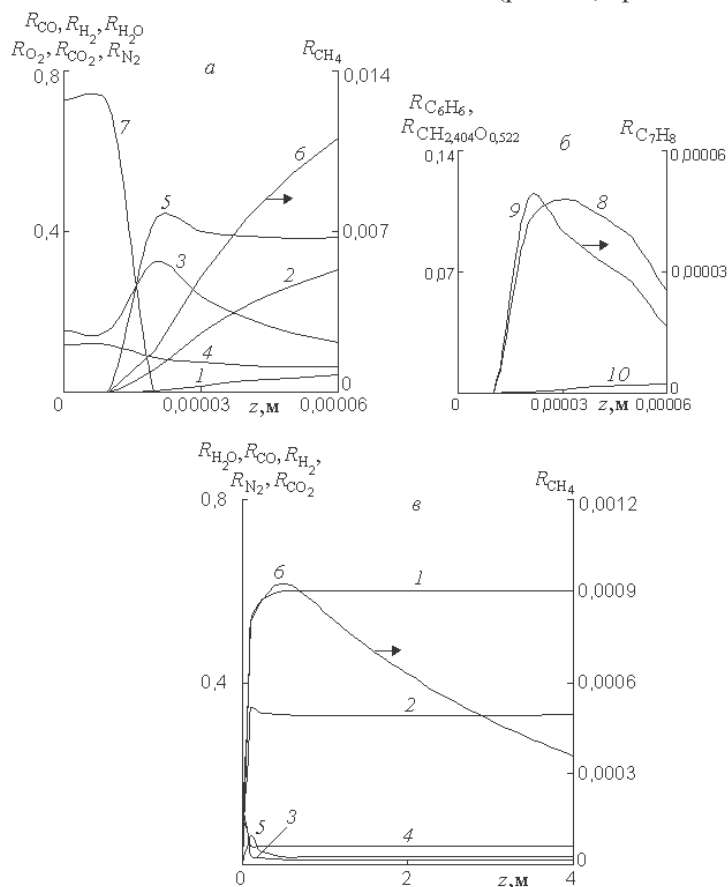 R_CO, R_H2, R_H2O
R_O2, R_CO2, R_N2
а
R_CH4
0,8
0,014
7
6
5
0,4
0,007
3
2
4
1
0
0
0,00003
z,м
0,00006
R_C6H6,
R_CH2,404O0,522
б
R_C7H8
0,14
0,00006
9
8
0,07
0,00003
10
0
0
0,00003
z,м
0,00006
R_H2O, R_CO, R_H2,
R_N2, R_CO2
в
R_CH4
0,8
0,0012
6
1
0,0009
0,4
2
0,0006
0,0003
5
3
4
0
0
2
z,м
4